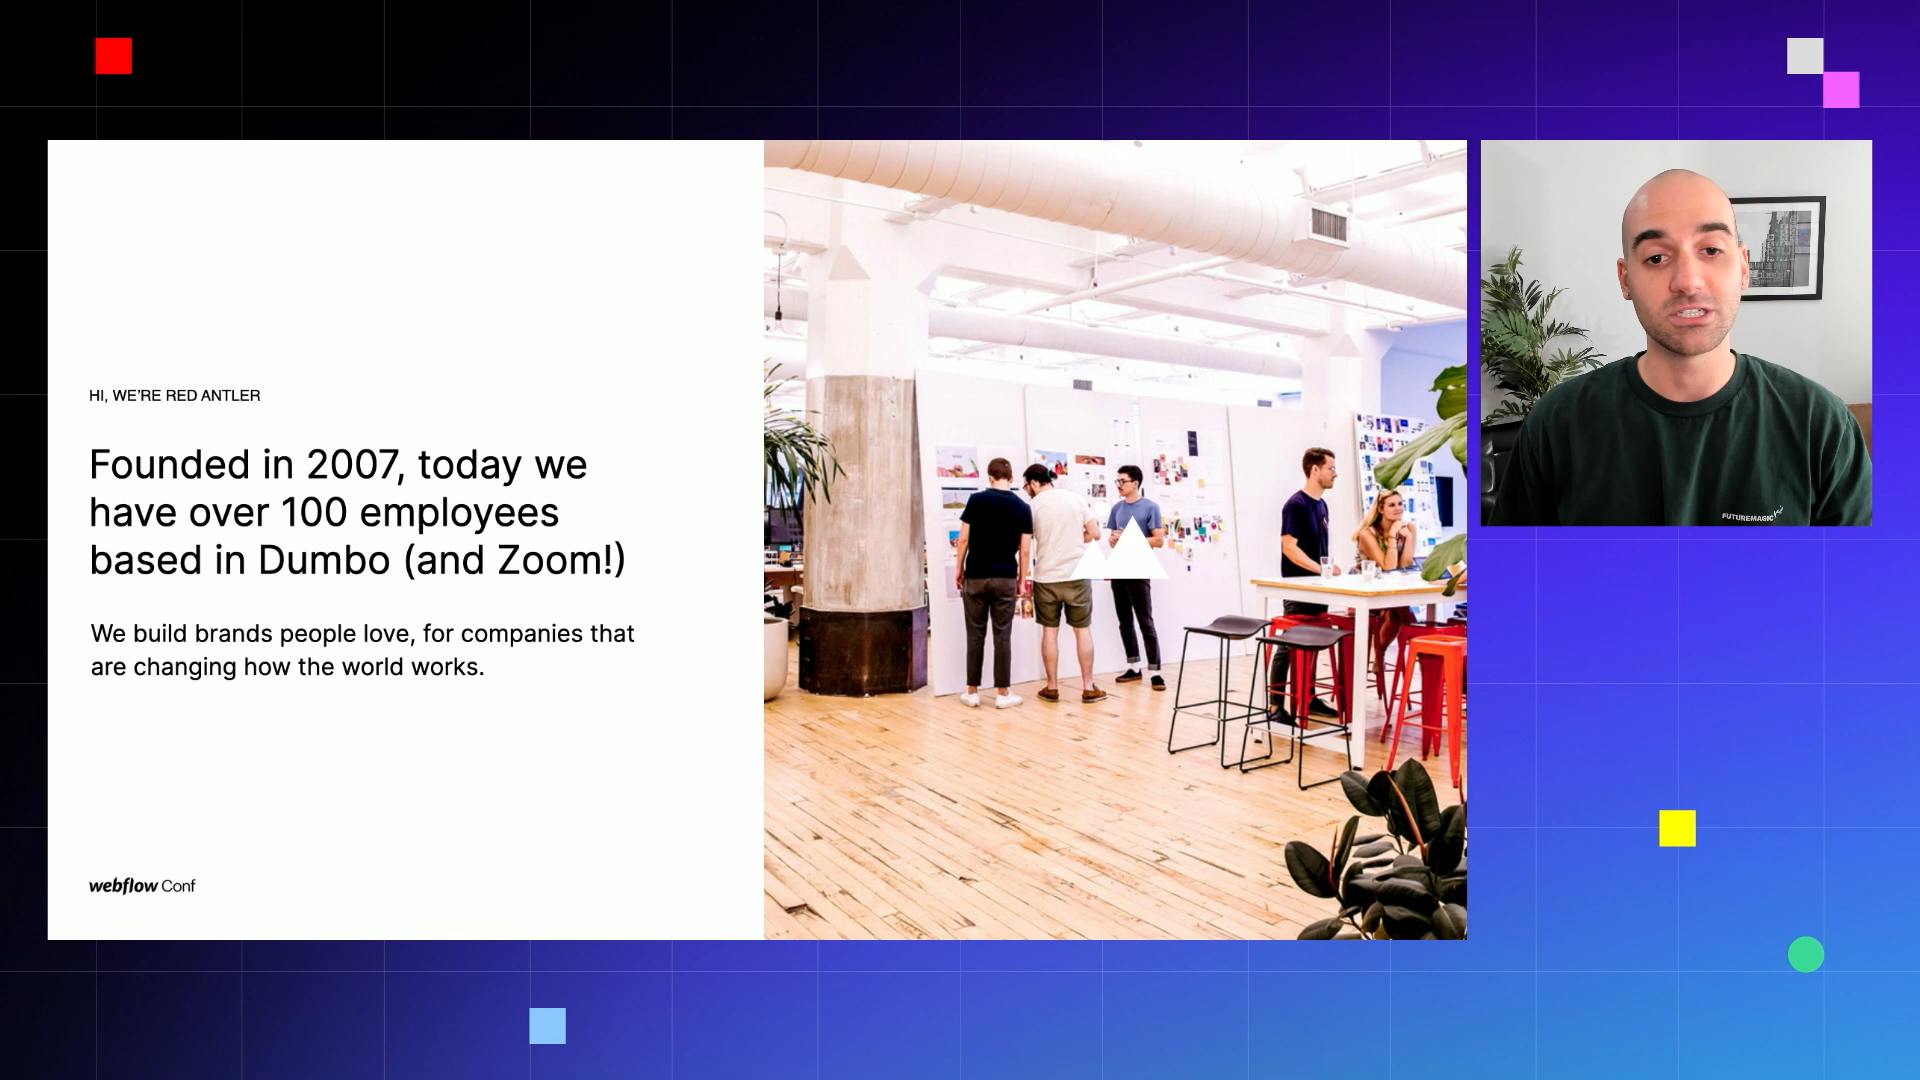 HI, WE'RE RED ANTLER
Founded in 2007, today we
have over 100 employees
based in Dumbo (and Zoom!)
We build brands people love, for companies that
are changing how the world works.
webflow Conf
FUTUREMAGIC